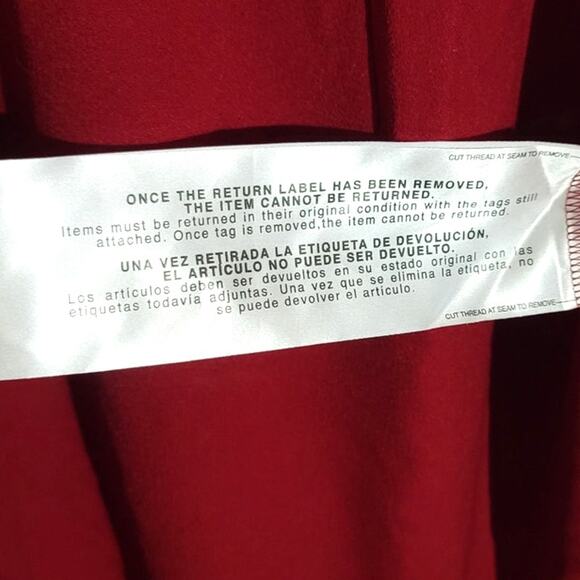 CUT THREAD AT SEAM TO REMOVE
ONCE THE RETURN LABEL HAS BEEN REMOVED,
THE ITEM CANNOT BE RETURNED.
Items must be returned in their original condition with the tags still
attached. Once tag is removed,the item cannot be returned.
UNA VEZ RETIRADA LA ETIQUETA DE DEVOLUCIÓN,
EL ARTÍCULO NO PUEDE SER DEVUELTO.
Los artículos deben ser devueltos en su estado original con las
etiquetas todavía adjuntas. Una vez que se elimina la etiqueta, no
se puede devolver el artículo.
CUT THREAD AT SEAM TO REMOVE